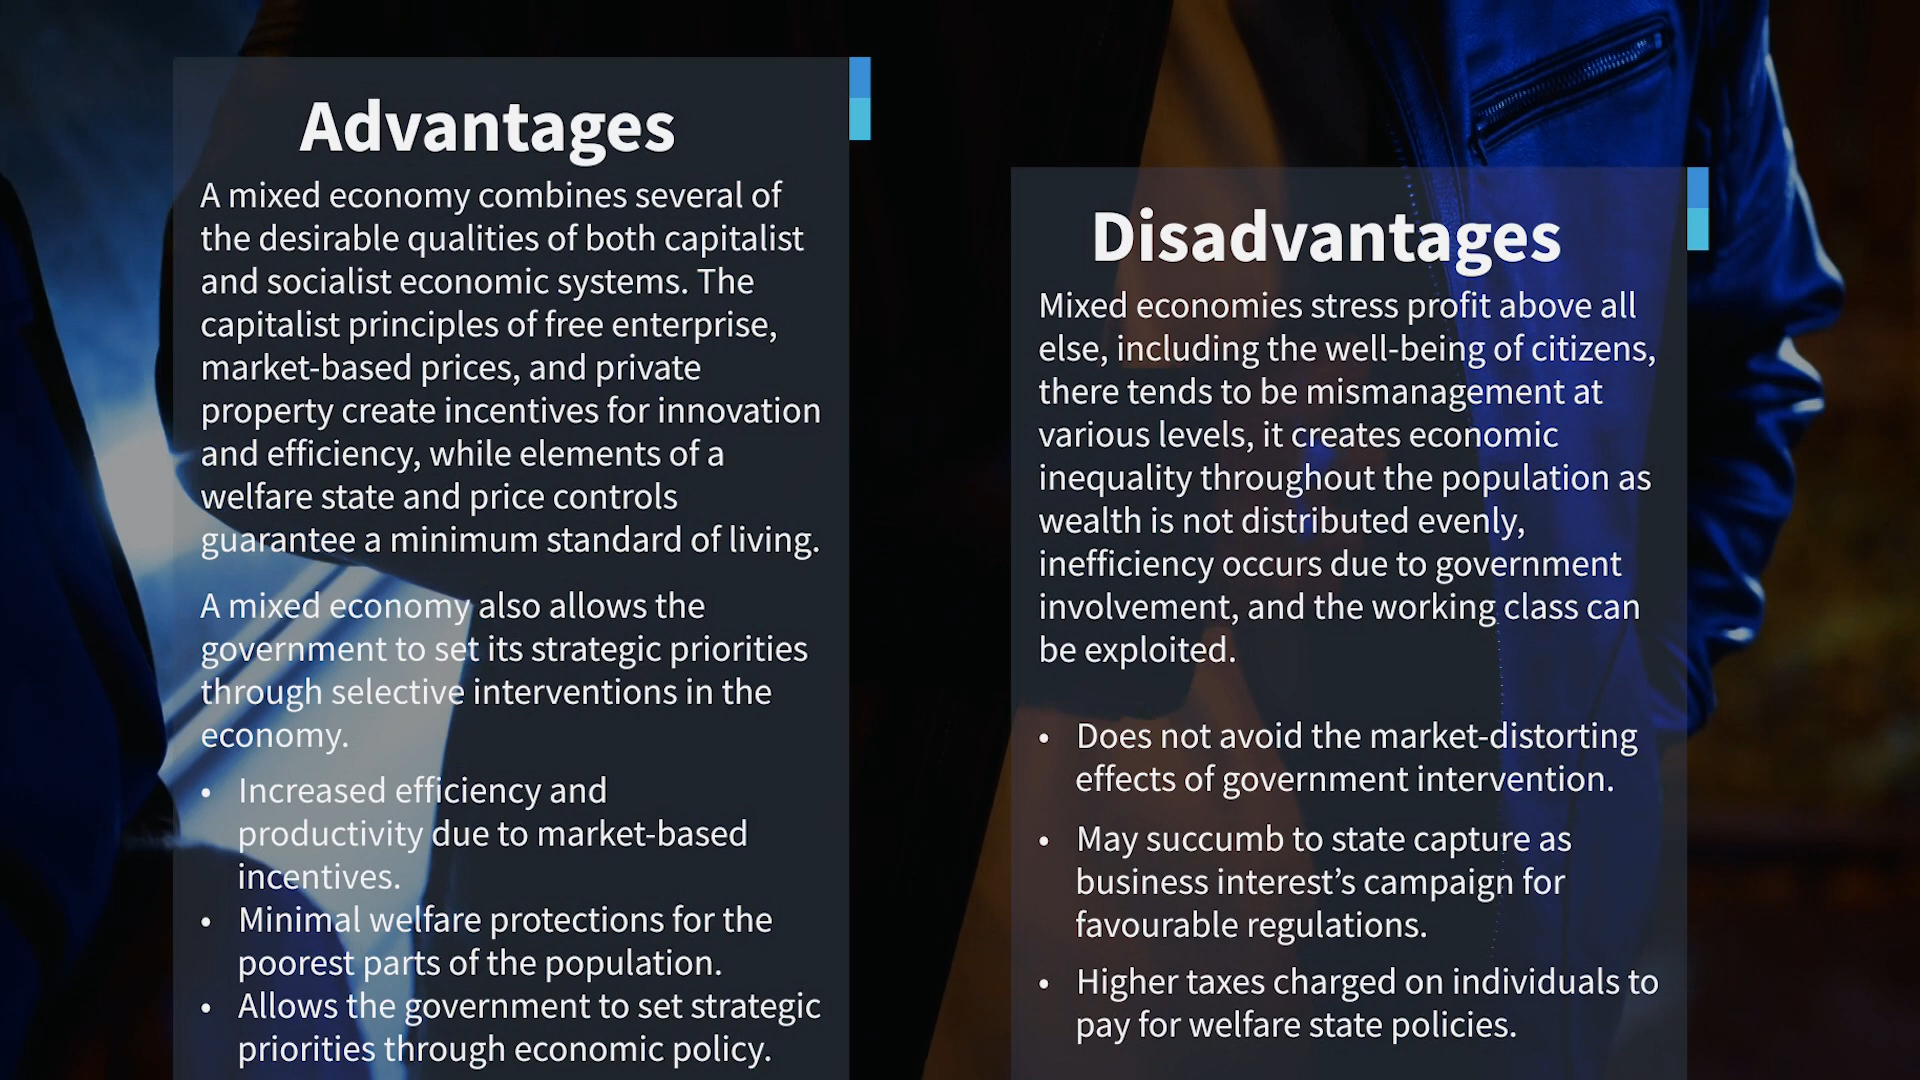 Advantages
A mixed economy combines several of
the desirable qualities of both capitalist
and socialist economic systems. The
capitalist principles of free enterprise,
market-based prices, and private
property create incentives for innovation
and efficiency, while elements of a
welfare state and price controls
guarantee a minimum standard of living.
A mixed economy also allows the
government to set its strategic priorities
through selective interventions in the
economy.
• Increased efficiency and
productivity due to market-based
incentives.
• Minimal welfare protections for the
poorest parts of the population.
• Allows the government to set strategic
priorities through economic policy.
Disadvantages
Mixed economies stress profit above all
else, including the well-being of citizens,
there tends to be mismanagement at
various levels, it creates economic
inequality throughout the population as
wealth is not distributed evenly,
inefficiency occurs due to government
involvement, and the working class can
be exploited.
• Does not avoid the market-distorting
effects of government intervention.
• May succumb to state capture as
business interest’s campaign for
favourable regulations.
• Higher taxes charged on individuals to
pay for welfare state policies.